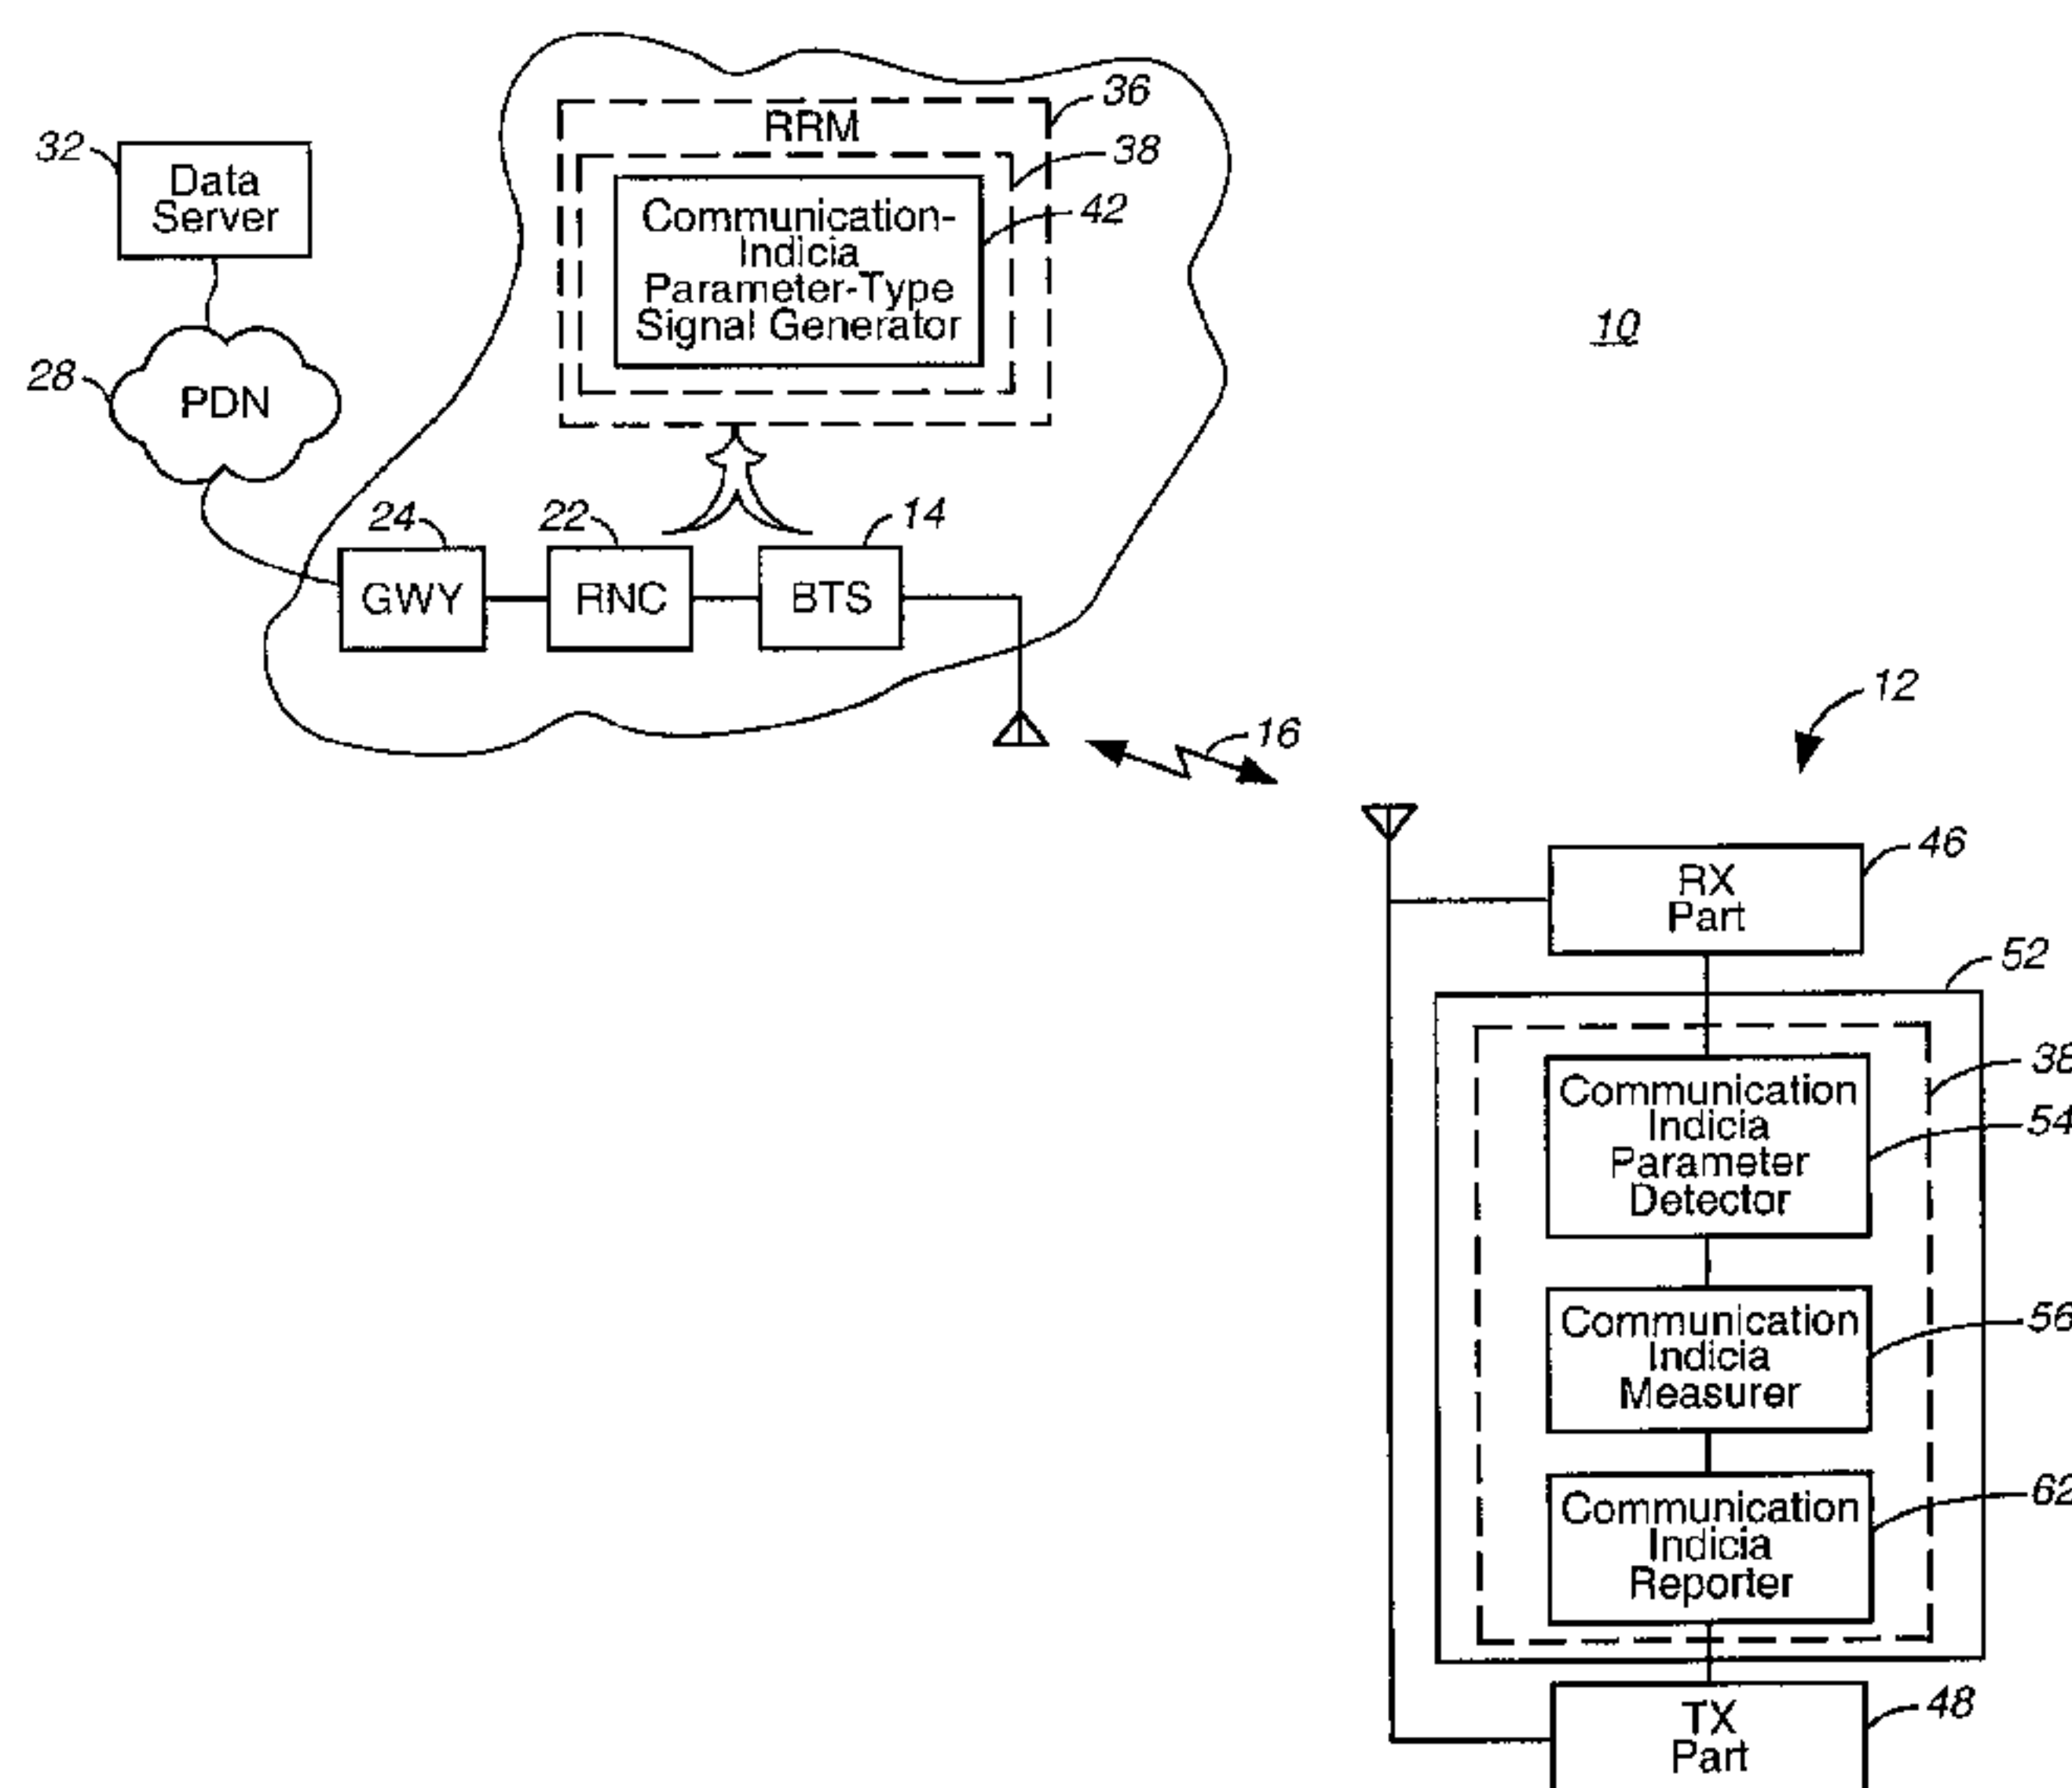 36
RRM
32
38
Data
Server
Communication-
Indicia
Parameter-Type
Signal Generator
42
10
28
PDN
24
22
14
GWY
RNC
BTS
12
16
46
RX
Part
52
38
Communication
Indicia
Parameter
Detector
54
Communication
Indicia
Measurer
56
Communication
Indicia
Reporter
62
TX
Part
48